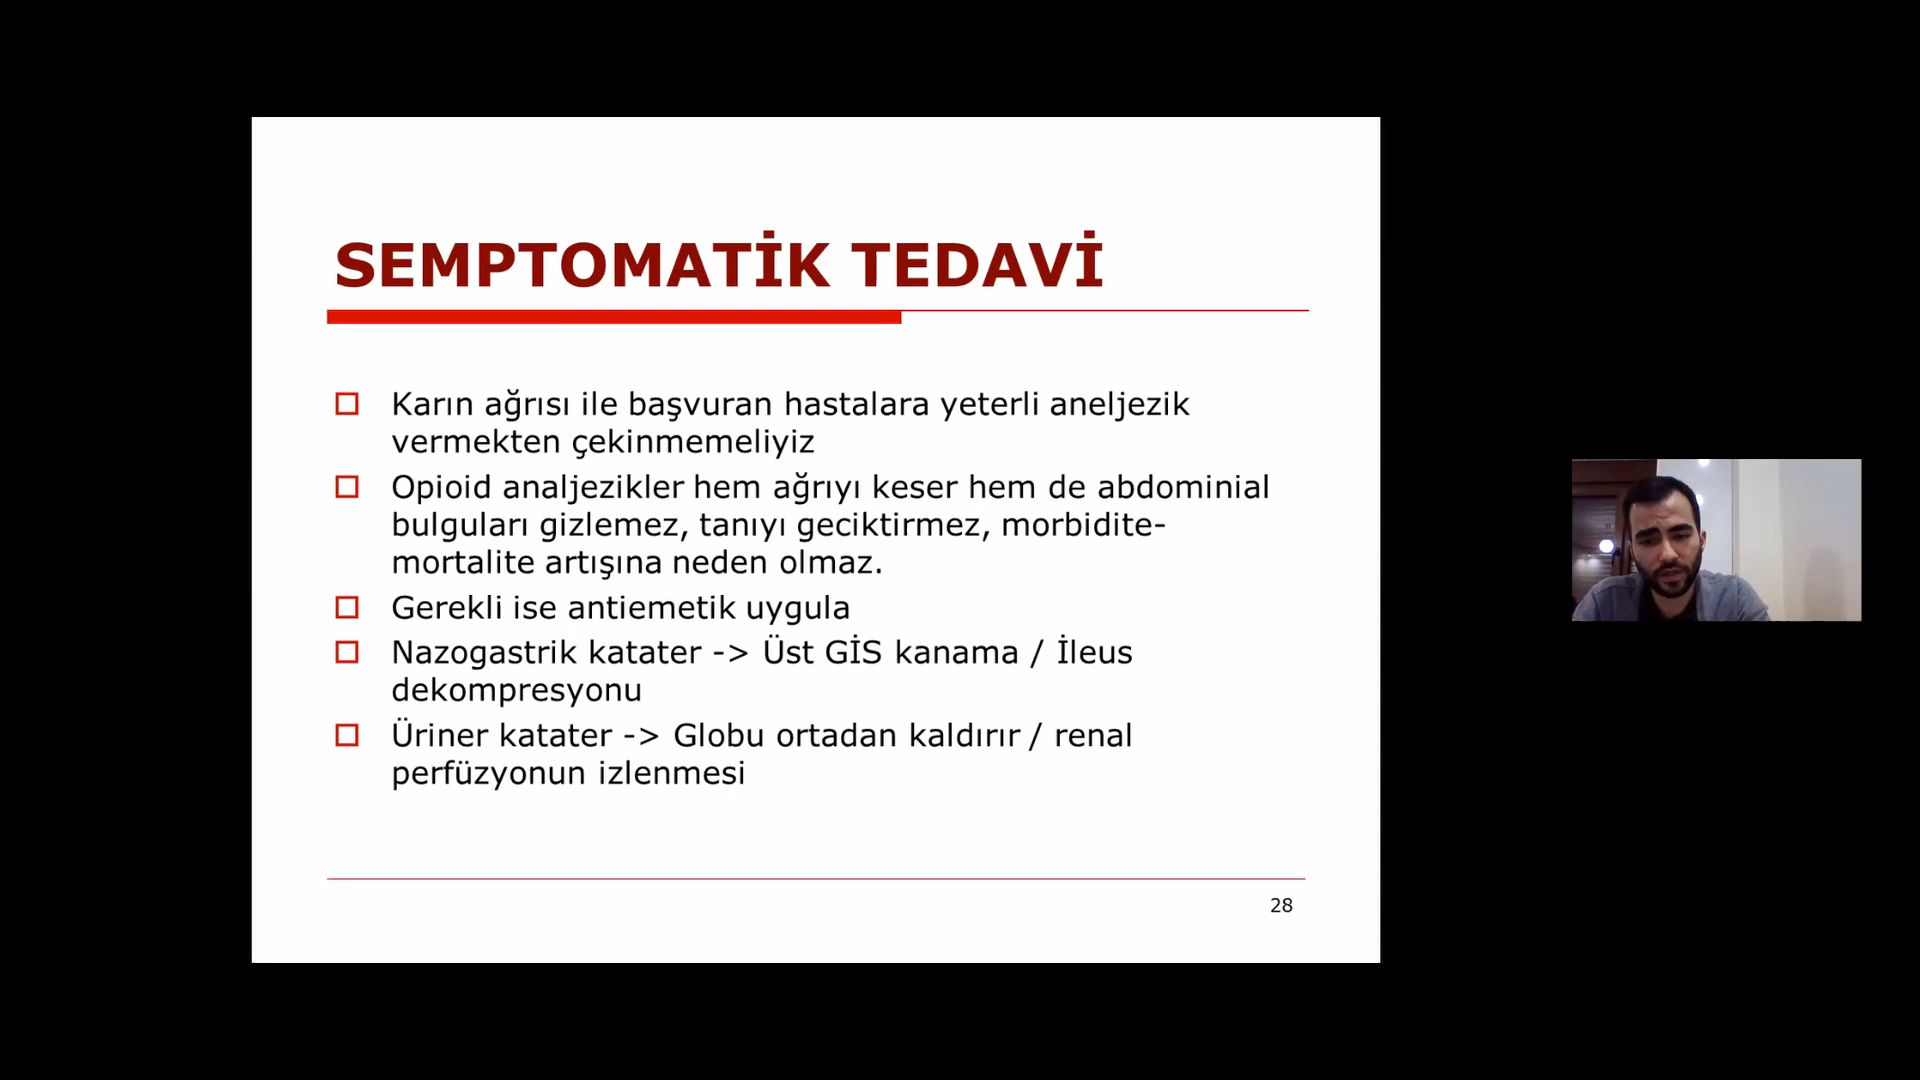 SEMPTOMATİK TEDAVİ
Karın ağrısı ile başvuran hastalara yeterli aneljezik
vermekten çekinmemeliyiz
Opioid analjezikler hem ağrıyı keser hem de abdominial
bulguları gizlemez, tanıyı geciktirmez, morbidite-
mortalite artışına neden olmaz.
Gerekli ise antiemetik uygula
Nazogastrik katater -> Üst GİS kanama / İleus
dekompresyonu
Üriner katater -> Globu ortadan kaldırır / renal
perfüzyonun izlenmesi
28